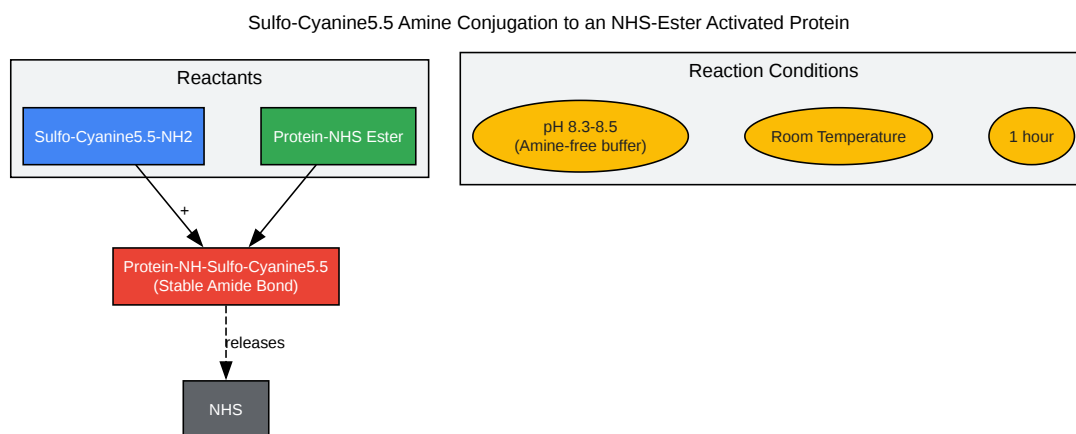 Sulfo-Cyanine5.5 Amine Conjugation to an NHS-Ester Activated Protein
Reactants
Sulfo-Cyanine5.5-NH2
Protein-NHS Ester
Reaction Conditions
pH 8.3-8.5
(Amine-free buffer)
Room Temperature
1 hour
+
Protein-NH-Sulfo-Cyanine5.5
(Stable Amide Bond)
releases
NHS